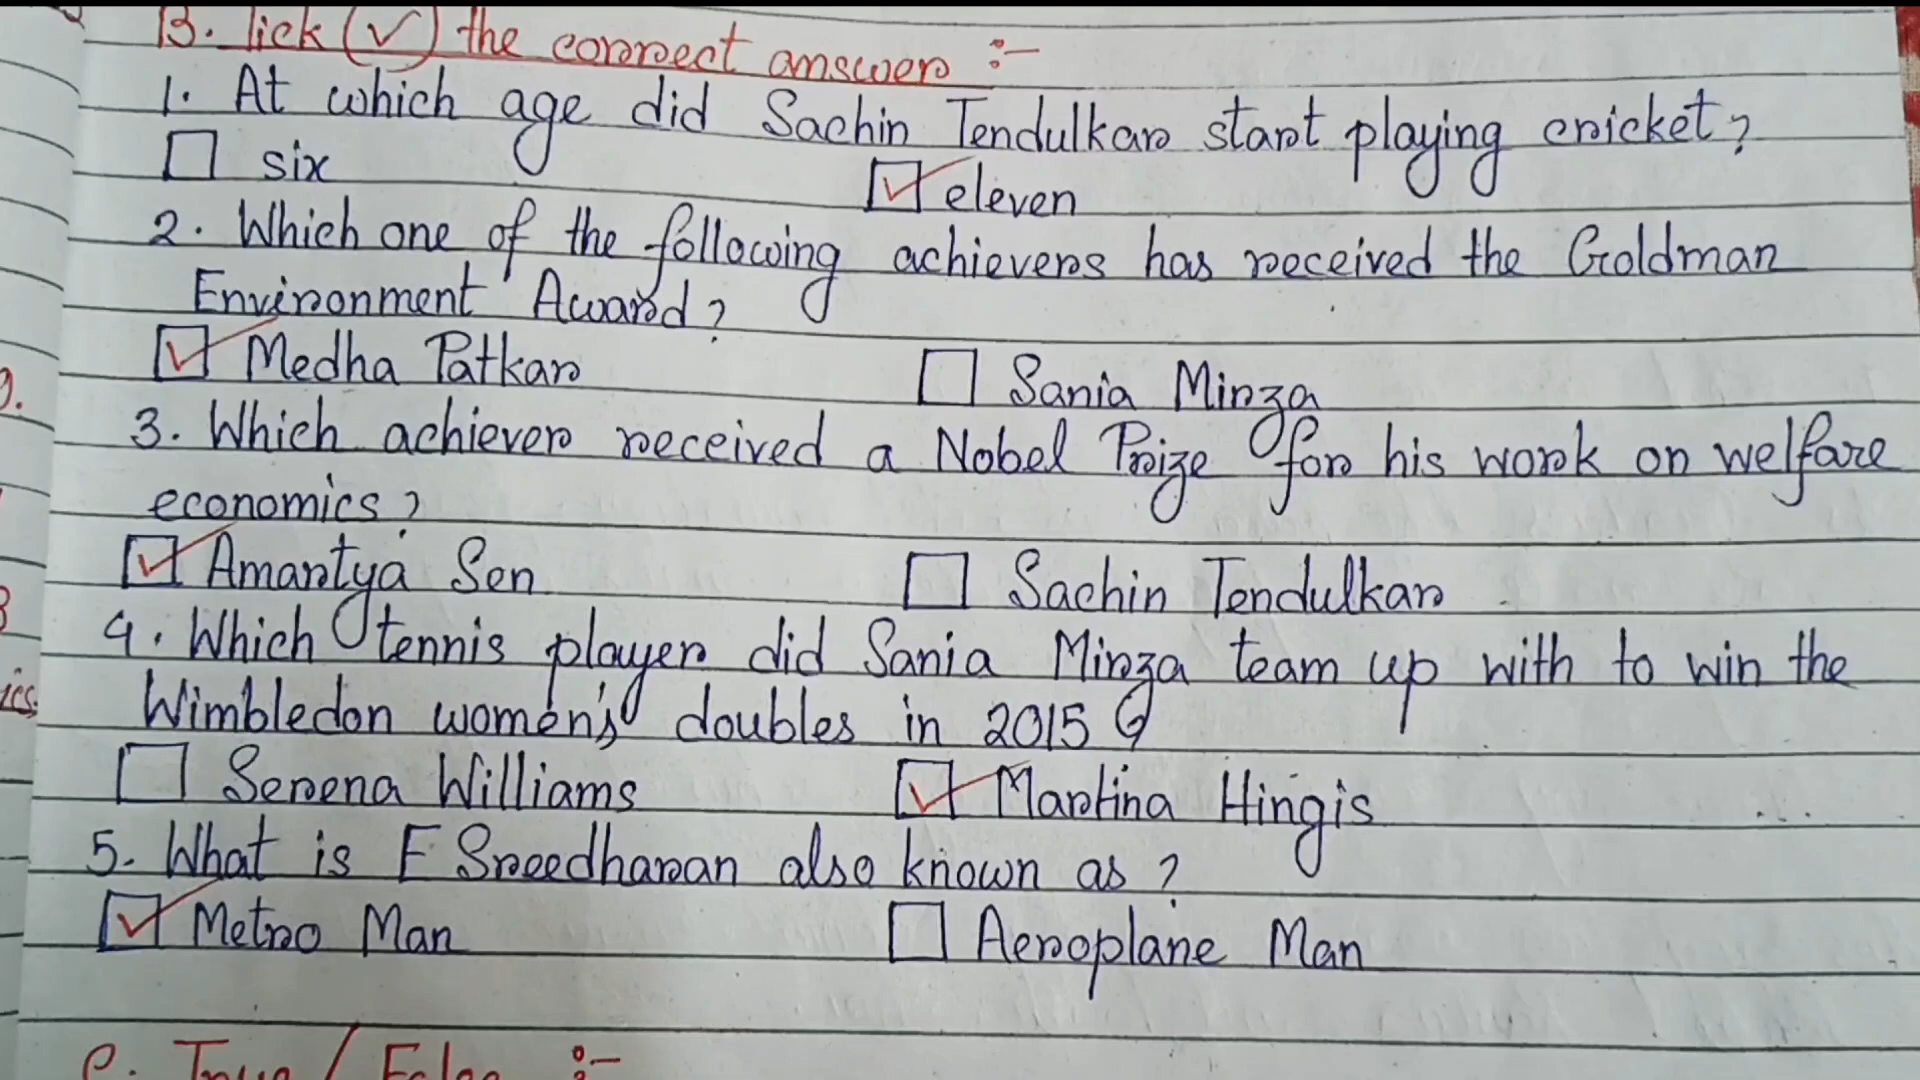 B. Tick (✓) the correct answer :-
1. At which age did Sachin Tendulkar start playing cricket?
☐ six ☑ eleven
2. Which one of the following achievers has received the Goldman
Environment Award?
☑ Medha Patkar ☐ Sania Mirza
3. Which achiever received a Nobel Prize for his work on welfare
economics?
☑ Amartya Sen ☐ Sachin Tendulkar
4. Which tennis player did Sania Mirza team up with to win the
Wimbledon women's doubles in 2015?
☐ Serena Williams ☑ Martina Hingis
5. What is E Sreedharan also known as?
☑ Metro Man ☐ Aeroplane Man
C. True / False :-